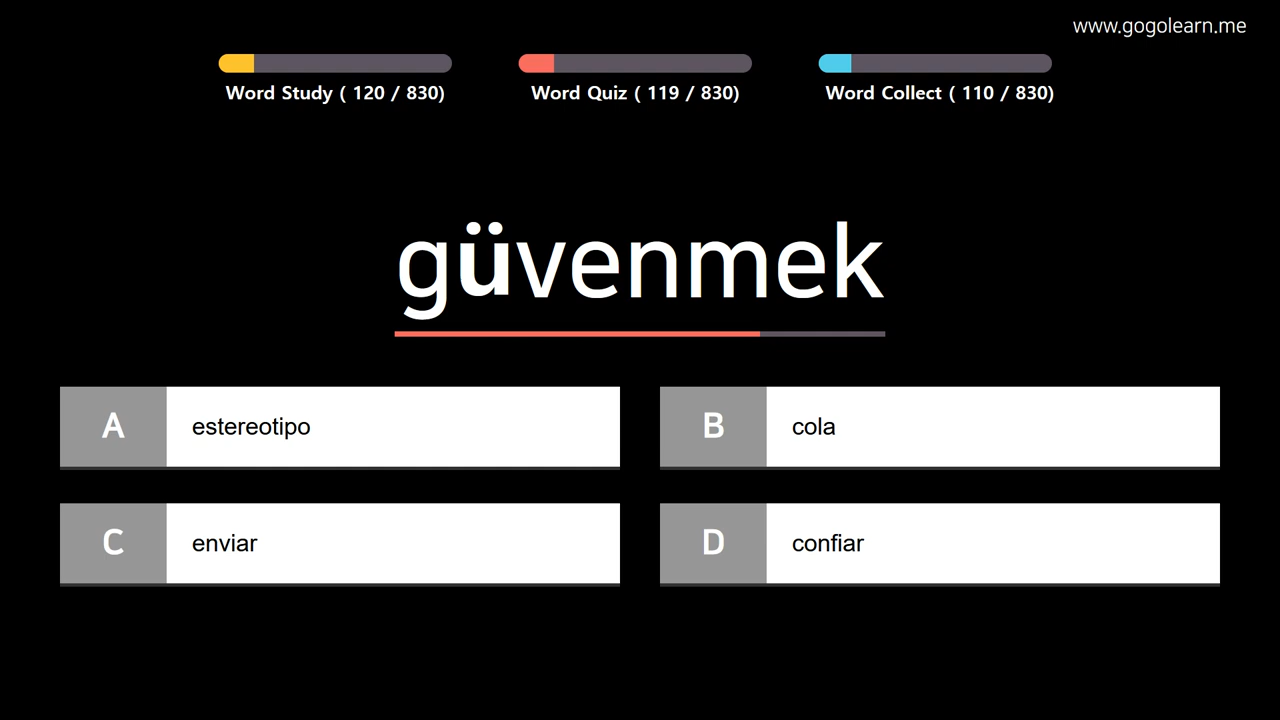 www.gogolearn.me
Word Study ( 120 / 830)
Word Quiz ( 119 / 830)
Word Collect ( 110 / 830)
güvenmek
A estereotipo
B cola
C enviar
D confiar